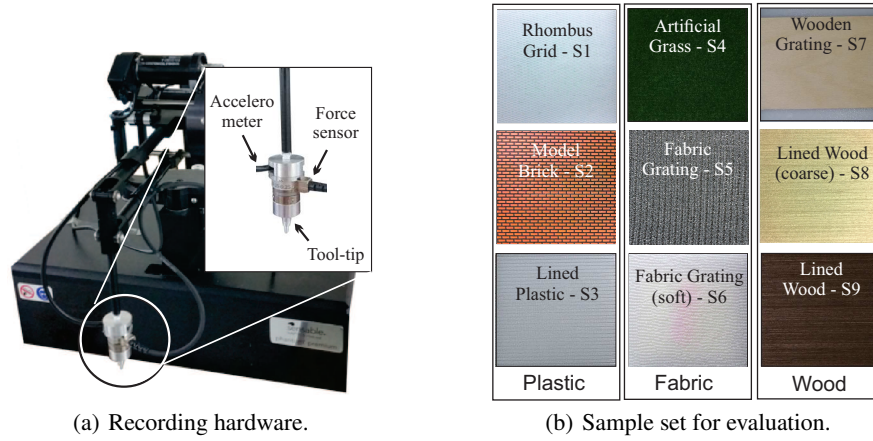 Accelero
meter
Force
sensor
Tool-tip
(a) Recording hardware.
Rhombus
Grid - S1
Artificial
Grass - S4
Wooden
Grating - S7
Model
Brick - S2
Fabric
Grating - S5
Lined Wood
(coarse) - S8
Lined
Plastic - S3
Fabric Grating
(soft) - S6
Lined
Wood - S9
Plastic
Fabric
Wood
(b) Sample set for evaluation.